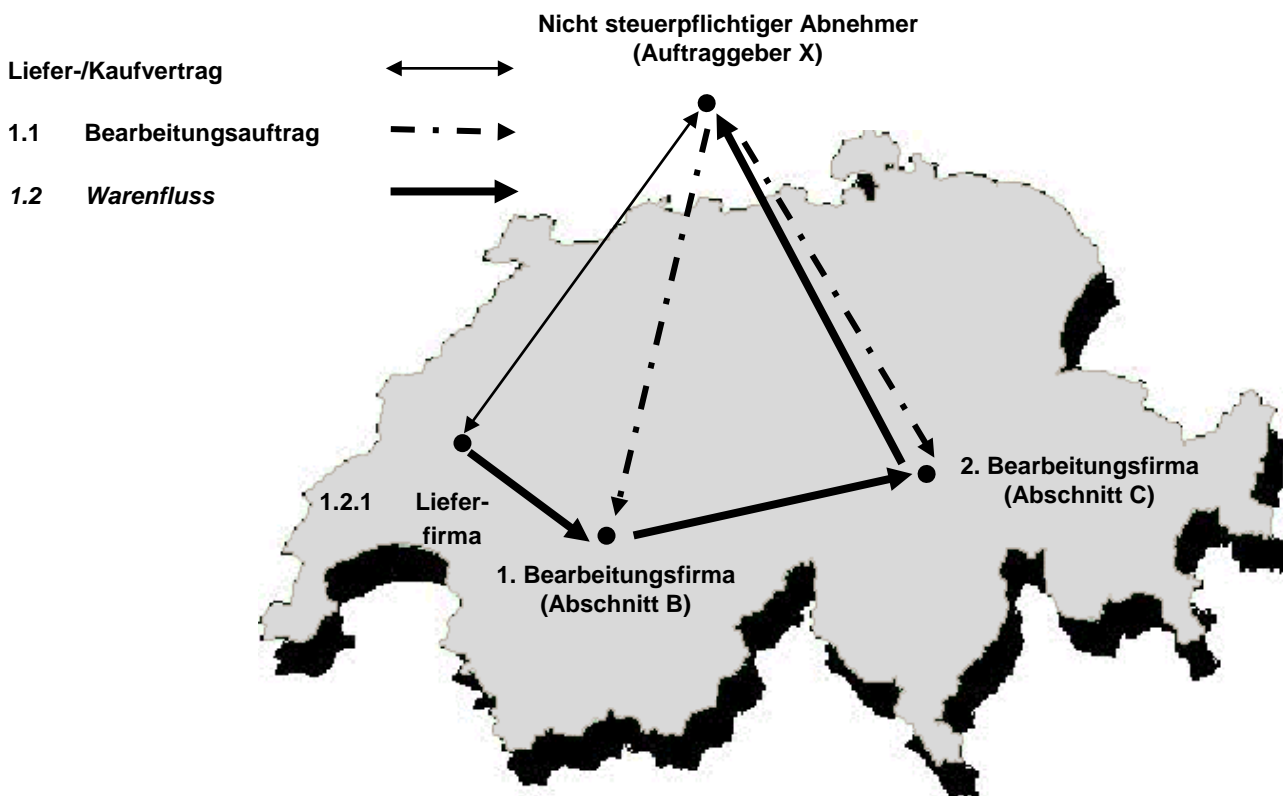 Nicht steuerpflichtiger Abnehmer
(Auftraggeber X)
Liefer-/Kaufvertrag
1.1 Bearbeitungsauftrag
1.2 Warenfluss
2. Bearbeitungsfirma
(Abschnitt C)
1.2.1 Liefer-
firma
1. Bearbeitungsfirma
(Abschnitt B)